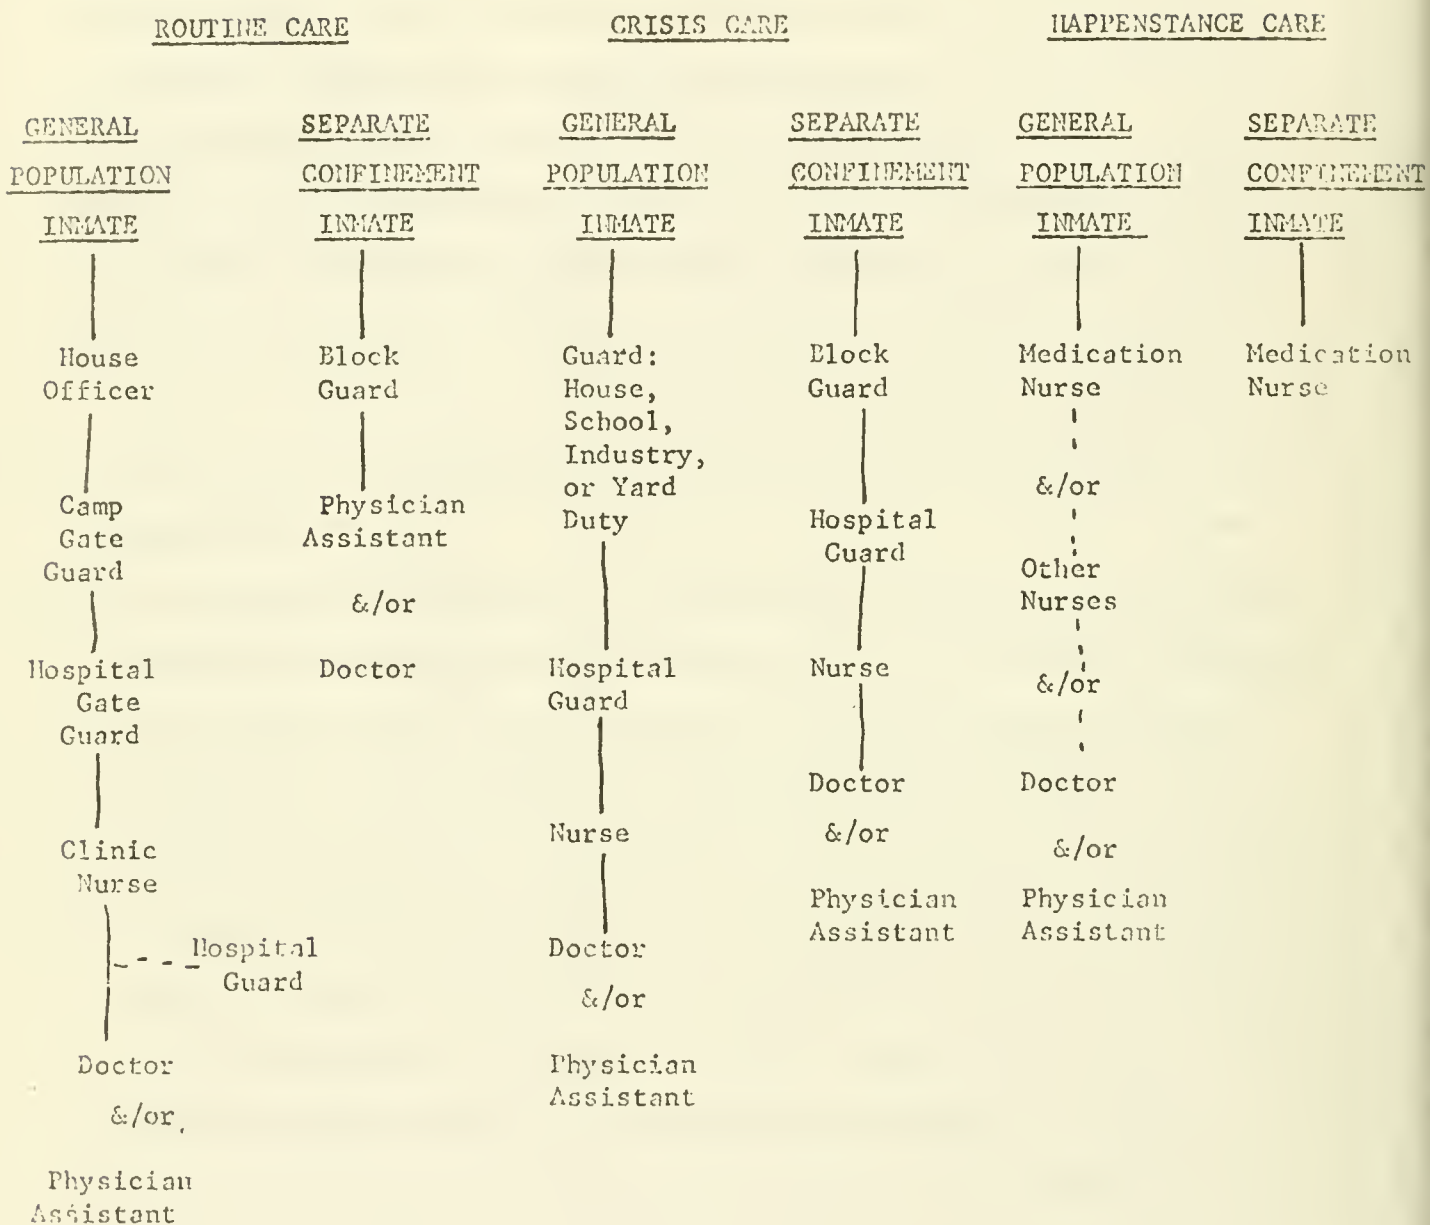 ROUTINE CARE
CRISIS CARE
HAPPENSTANCE CARE
GENERAL
POPULATION
INMATE
House
Officer
Camp
Gate
Guard
Hospital
Gate
Guard
Clinic
Nurse
Hospital
Guard
Doctor
&/or
Physician
Assistant
SEPARATE
CONFINEMENT
INMATE
Block
Guard
Physician
Assistant
&/or
Doctor
GENERAL
POPULATION
INMATE
Guard:
House,
School,
Industry,
or Yard
Duty
Hospital
Guard
Nurse
Doctor
&/or
Physician
Assistant
SEPARATE
CONFINEMENT
INMATE
Block
Guard
Hospital
Guard
Nurse
Doctor
&/or
Physician
Assistant
GENERAL
POPULATION
INMATE
Medication
Nurse
&/or
Other
Nurses
&/or
Doctor
&/or
Physician
Assistant
SEPARATE
CONFINEMENT
INMATE
Medication
Nurse